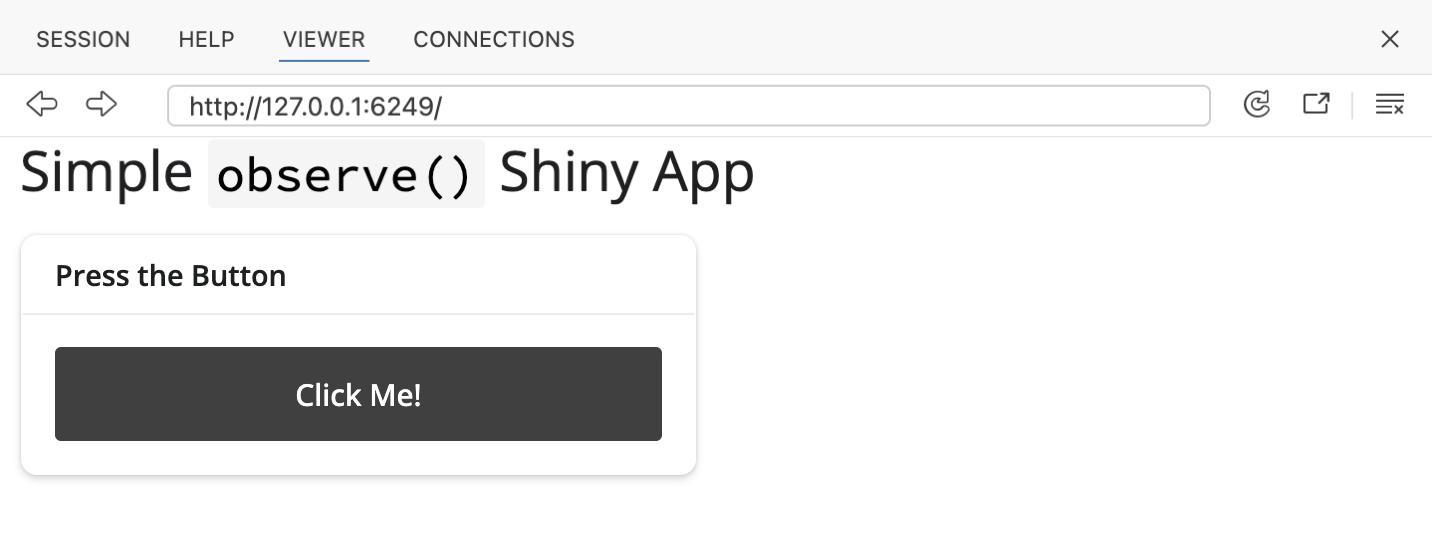 SESSION HELP VIEWER CONNECTIONS
http://127.0.0.1:6249/
Simple observe() Shiny App
Press the Button
Click Me!